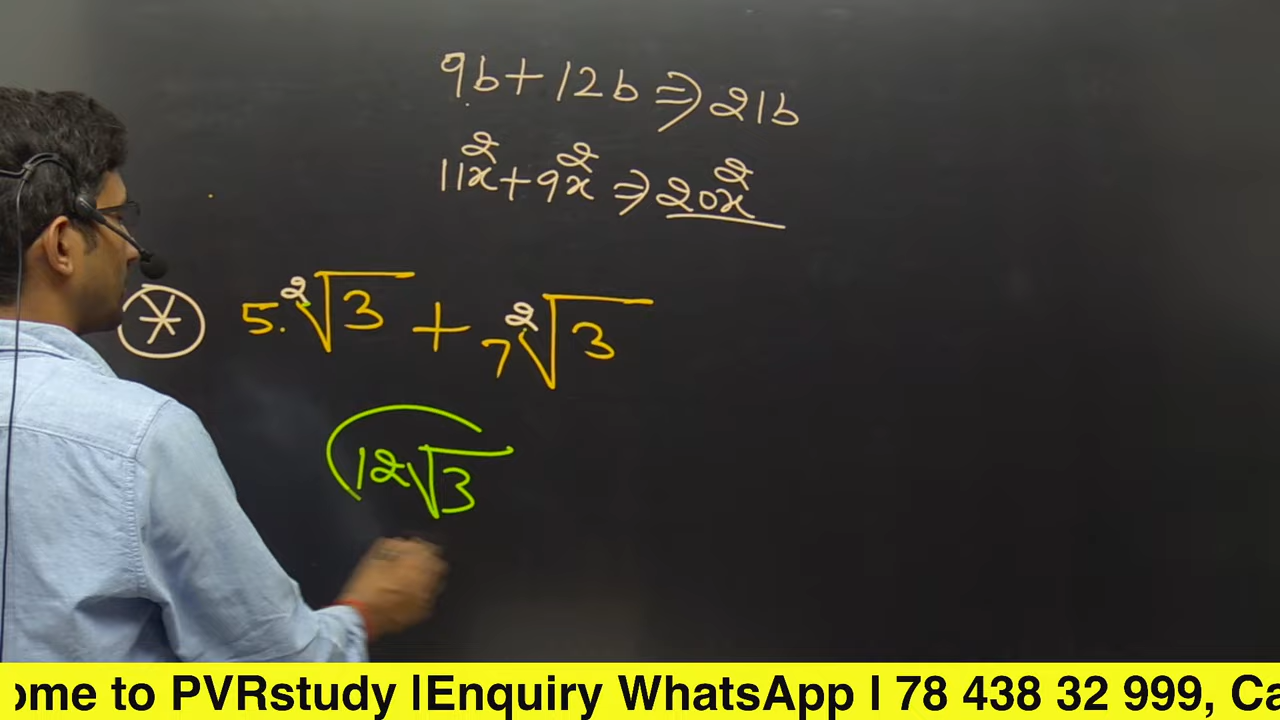 9b + 12b ⇒ 21b
11x² + 9x² ⇒ 20x²
* 5.²√3 + 7²√3
12√3
ome to PVRstudy |Enquiry WhatsApp | 78 438 32 999, Ca